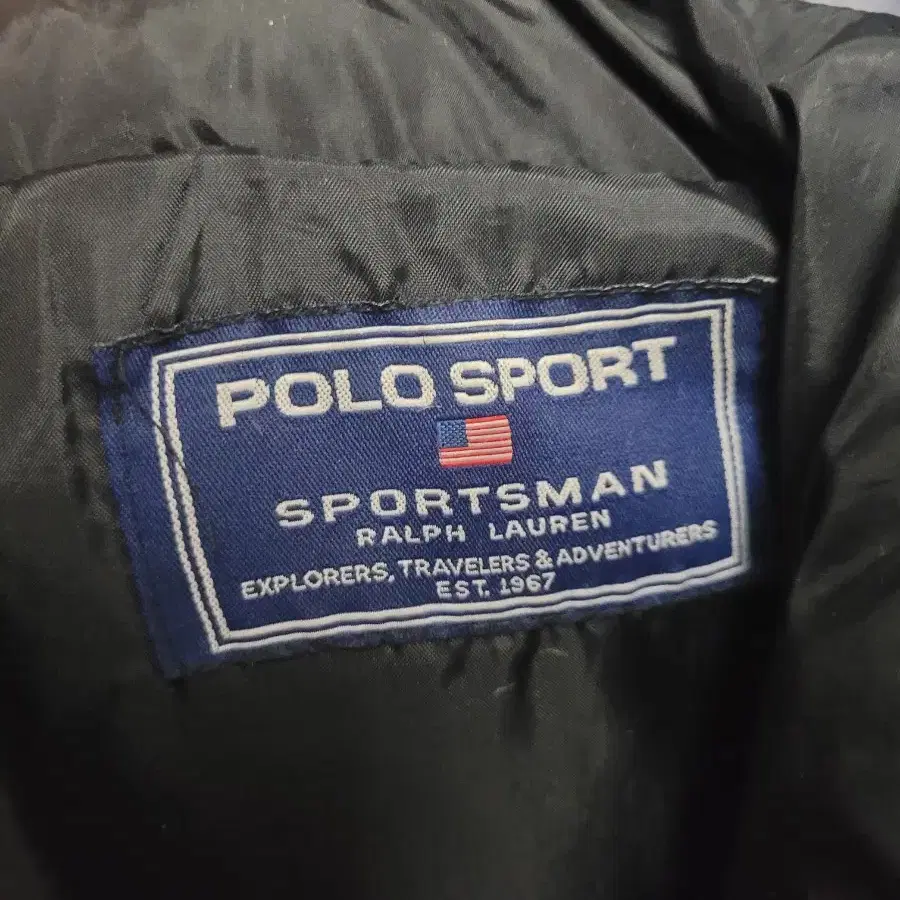 POLO SPORT
SPORTSMAN
RALPH LAUREN
EXPLORERS, TRAVELERS & ADVENTURERS
EST. 1967